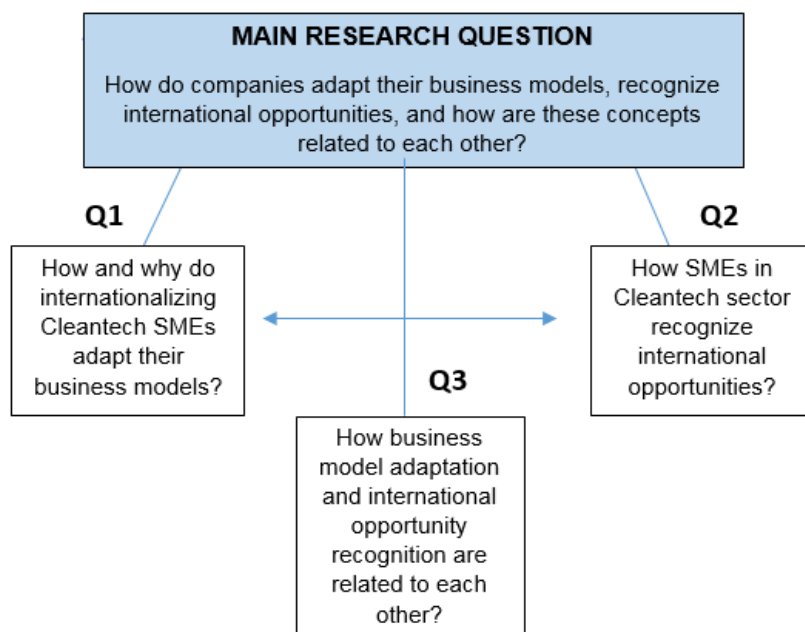 MAIN RESEARCH QUESTION
How do companies adapt their business models, recognize
international opportunities, and how are these concepts
related to each other?
Q1
How and why do
internationalizing
Cleantech SMEs
adapt their
business models?
Q2
How SMEs in
Cleantech sector
recognize
international
opportunities?
Q3
How business
model adaptation
and international
opportunity
recognition are
related to each
other?